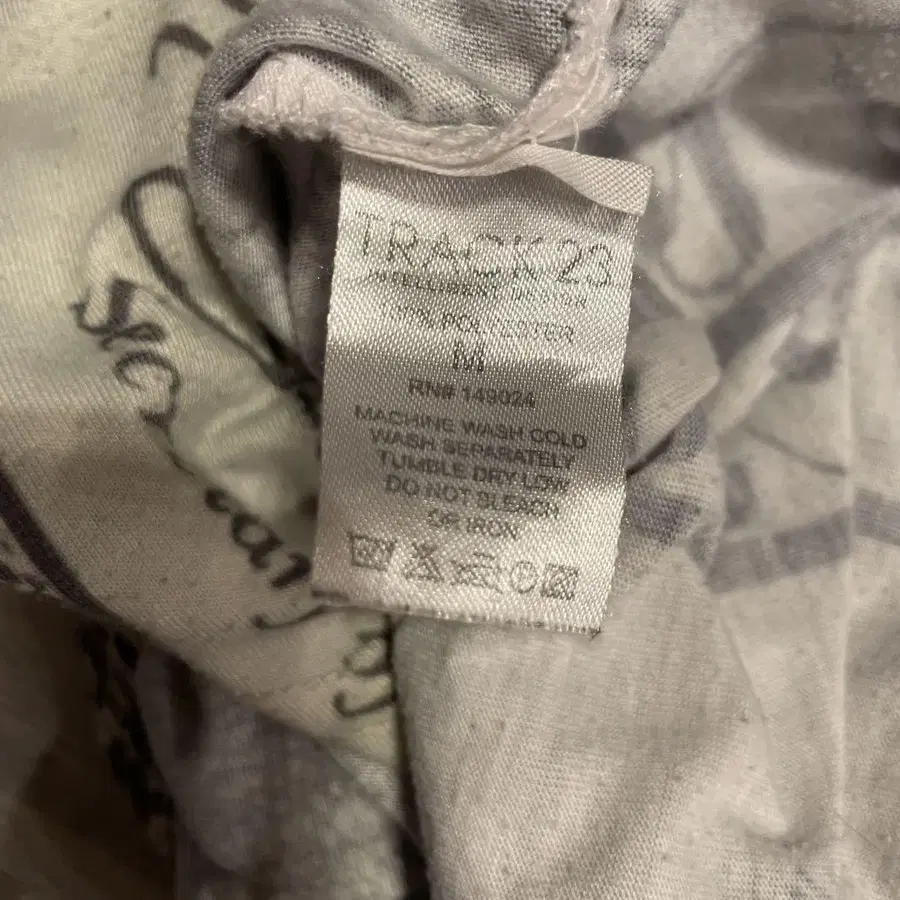 TRACK 23
INTELLIGENT DESIGN
100% POLYESTER
M
RN# 149024
MACHINE WASH COLD
WASH SEPARATELY
TUMBLE DRY LOW
DO NOT BLEACH
OR IRON